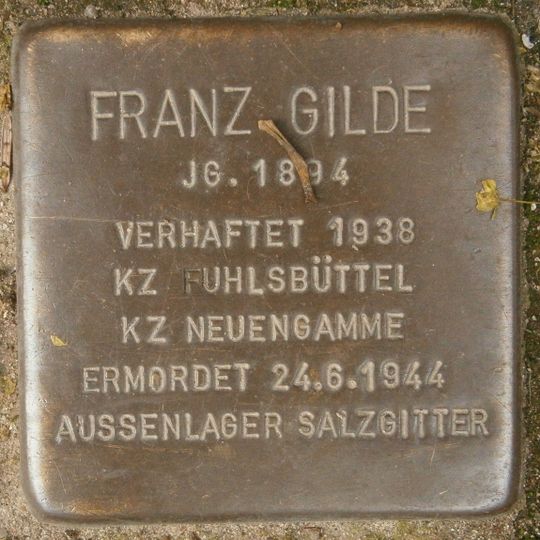 FRANZ GILDE
JG. 1894
VERHAFTET 1938
KZ FUHLSBÜTTEL
KZ NEUENGAMME
ERMORDET 24.6.1944
AUSSENLAGER SALZGITTER